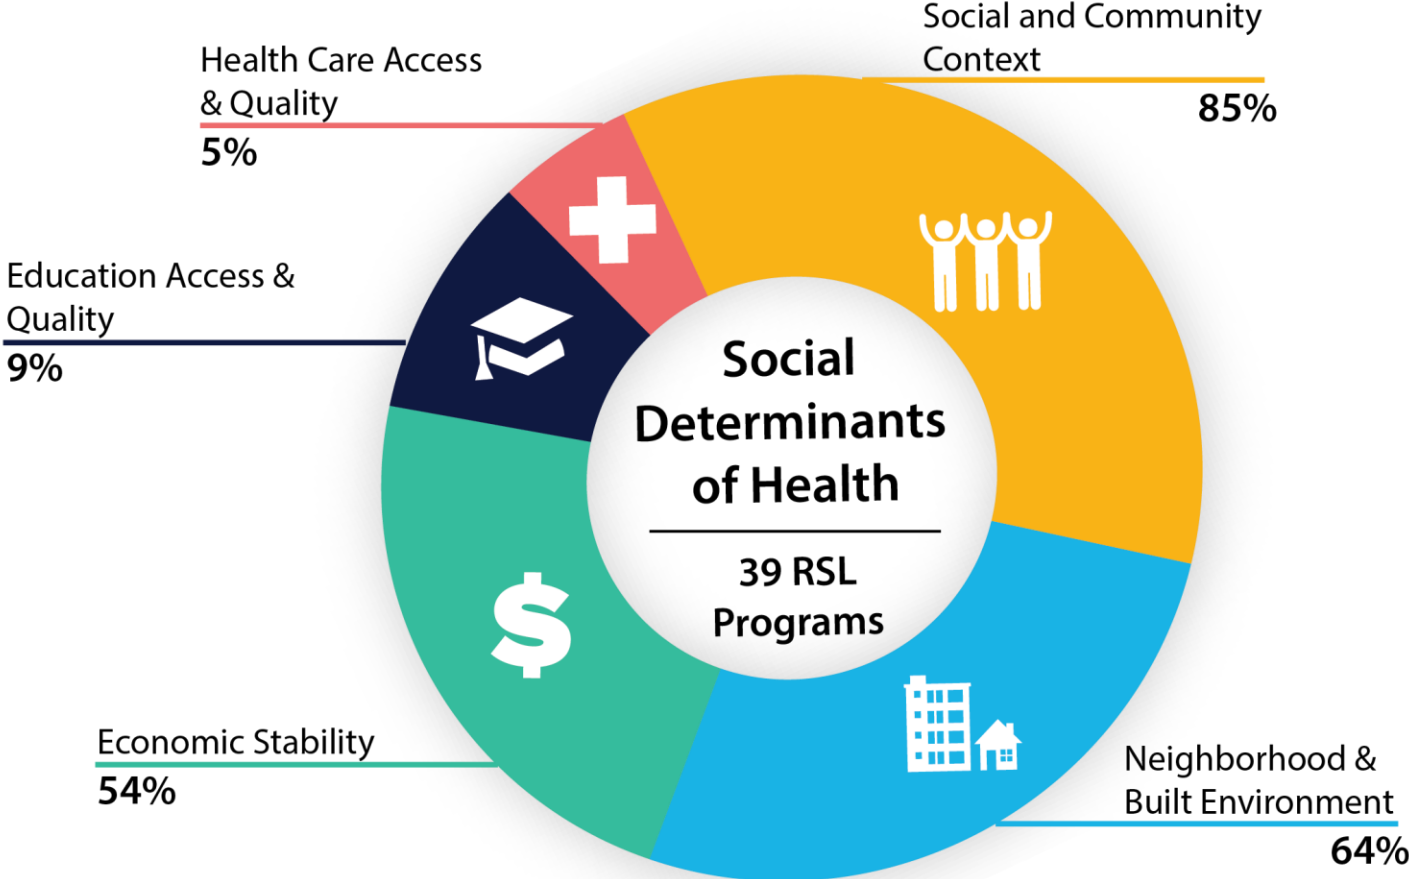 Social and Community
Context
85%
Health Care Access
& Quality
5%
Education Access &
Quality
9%
Social
Determinants
of Health
39 RSL
Programs
Economic Stability
54%
Neighborhood &
Built Environment
64%